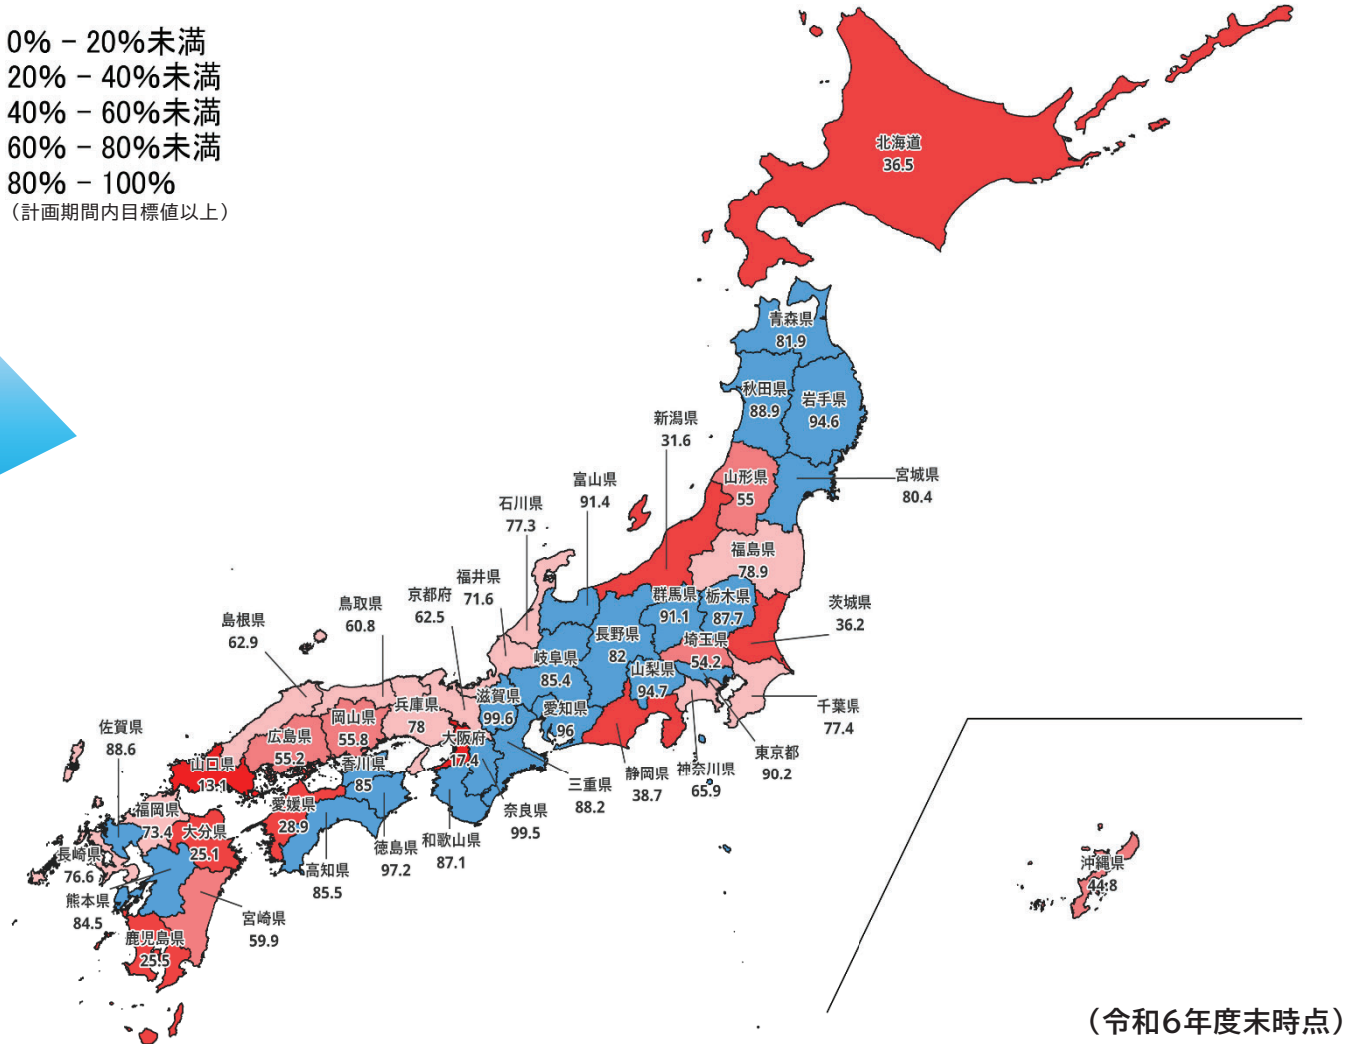 0% − 20%未満
20% − 40%未満
40% − 60%未満
60% − 80%未満
80% − 100%
（計画期間内目標値以上）
北海道
36.5
青森県
81.9
秋田県
88.9
岩手県
94.6
新潟県
31.6
山形県
55
宮城県
80.4
富山県
91.4
石川県
77.3
福島県
78.9
福井県
71.6
京都府
62.5
鳥取県
60.8
島根県
62.9
群馬県
91.1
栃木県
87.7
茨城県
36.2
長野県
82
埼玉県
54.2
岐阜県
85.4
山梨県
94.7
滋賀県
99.6
愛知県
96
兵庫県
78
岡山県
55.8
広島県
55.2
大阪府
17.4
千葉県
77.4
東京都
90.2
神奈川県
65.9
静岡県
38.7
三重県
88.2
奈良県
99.5
和歌山県
87.1
佐賀県
88.6
山口県
13.1
香川県
85
愛媛県
28.9
徳島県
97.2
高知県
85.5
福岡県
73.4
大分県
25.1
長崎県
76.6
熊本県
84.5
宮崎県
59.9
鹿児島県
25.5
沖縄県
44.8
（令和6年度末時点）